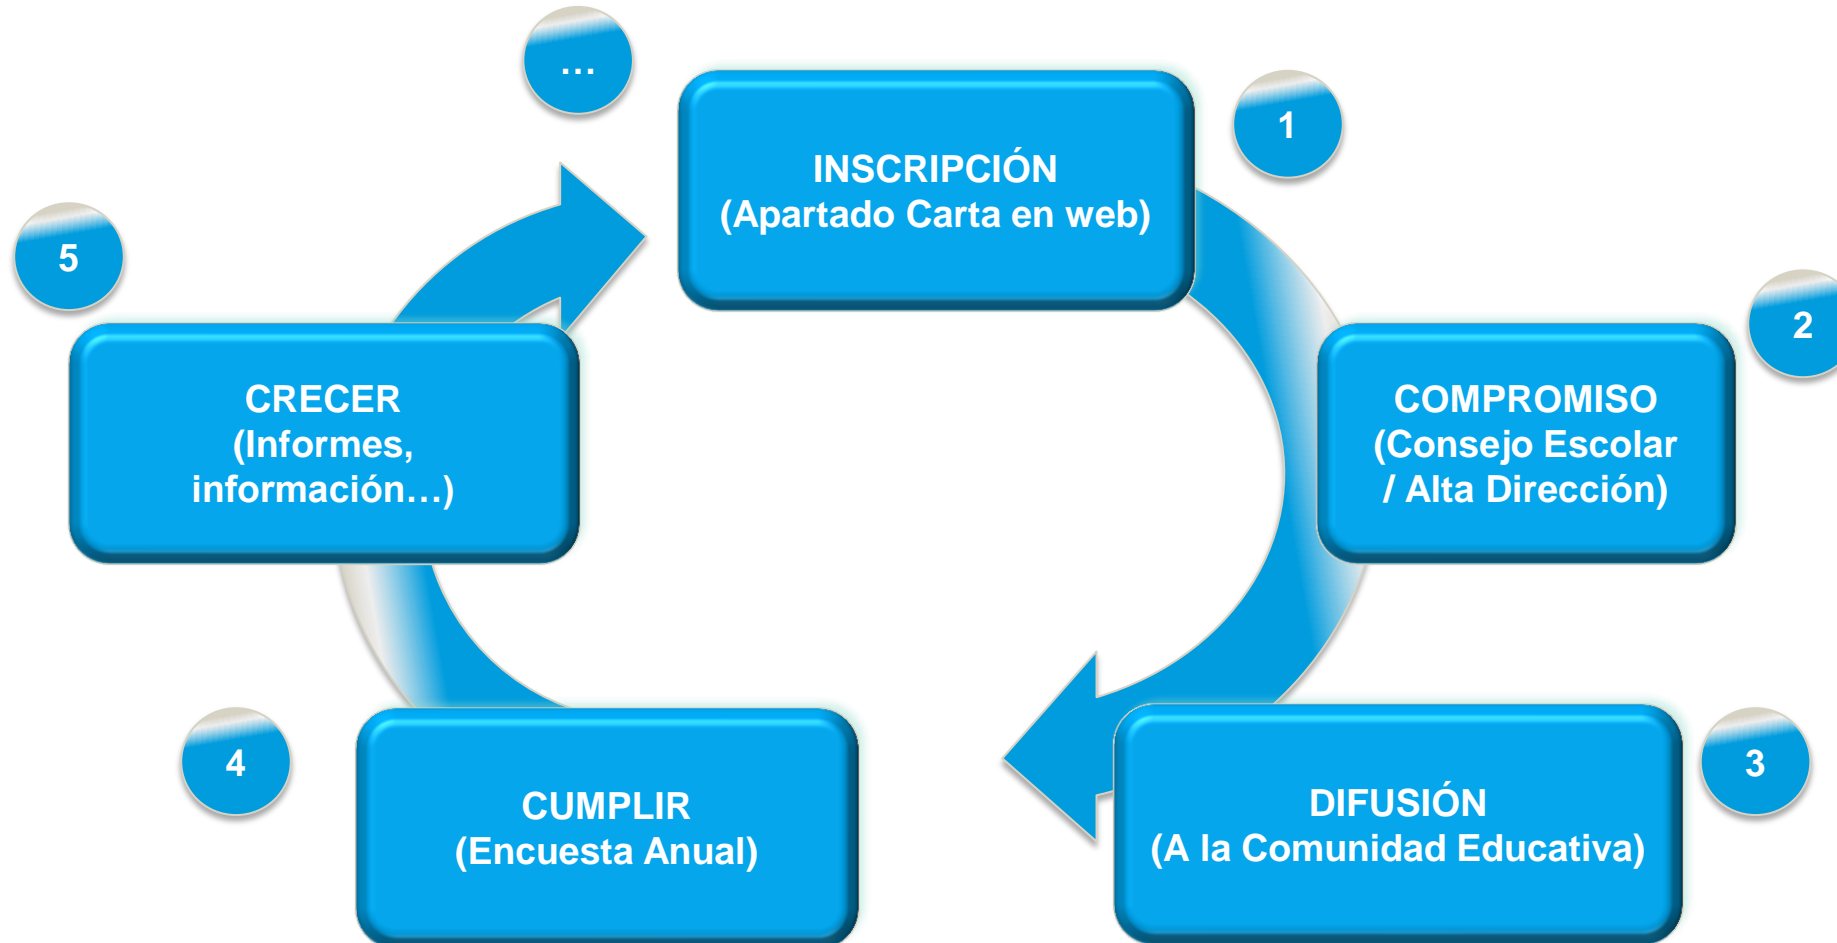 …
1
INSCRIPCIÓN
(Apartado Carta en web)
2
COMPROMISO
(Consejo Escolar
/ Alta Dirección)
3
DIFUSIÓN
(A la Comunidad Educativa)
4
CUMPLIR
(Encuesta Anual)
5
CRECER
(Informes,
información…)